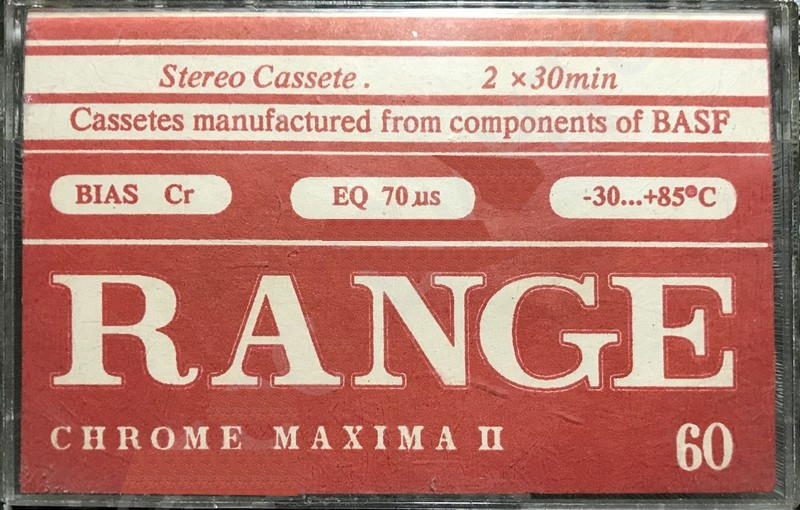 Stereo Cassete . 2 ×30min
Cassetes manufactured from components of BASF
BIAS Cr EQ 70 µs -30...+85°C
RANGE
CHROME MAXIMA II 60